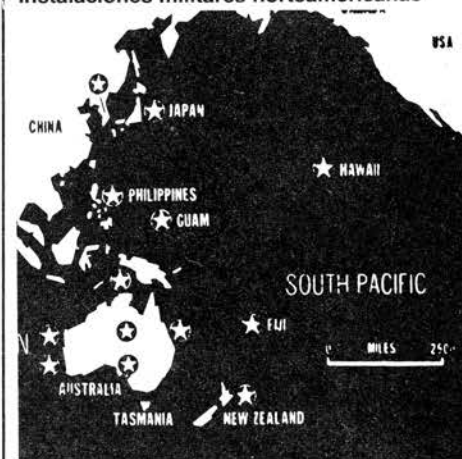 Instalaciones militares norteamericanas
USA
CHINA
JAPAN
HAWAII
PHILIPPINES
GUAM
SOUTH PACIFIC
FIJI
MILES
AUSTRALIA
TASMANIA
NEW ZEALAND